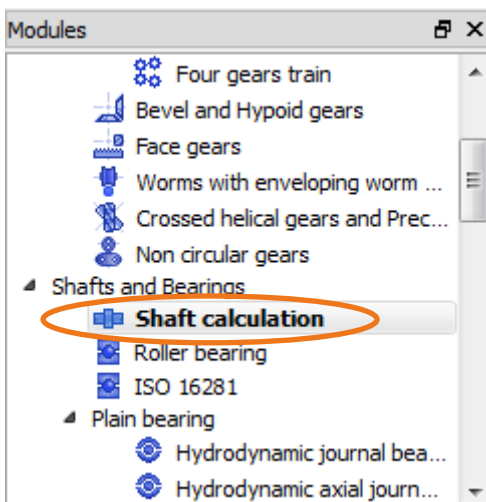 Modules
Four gears train
Bevel and Hypoid gears
Face gears
Worms with enveloping worm ...
Crossed helical gears and Prec...
Non circular gears
Shafts and Bearings
Shaft calculation
Roller bearing
ISO 16281
Plain bearing
Hydrodynamic journal bea...
Hydrodynamic axial journ...